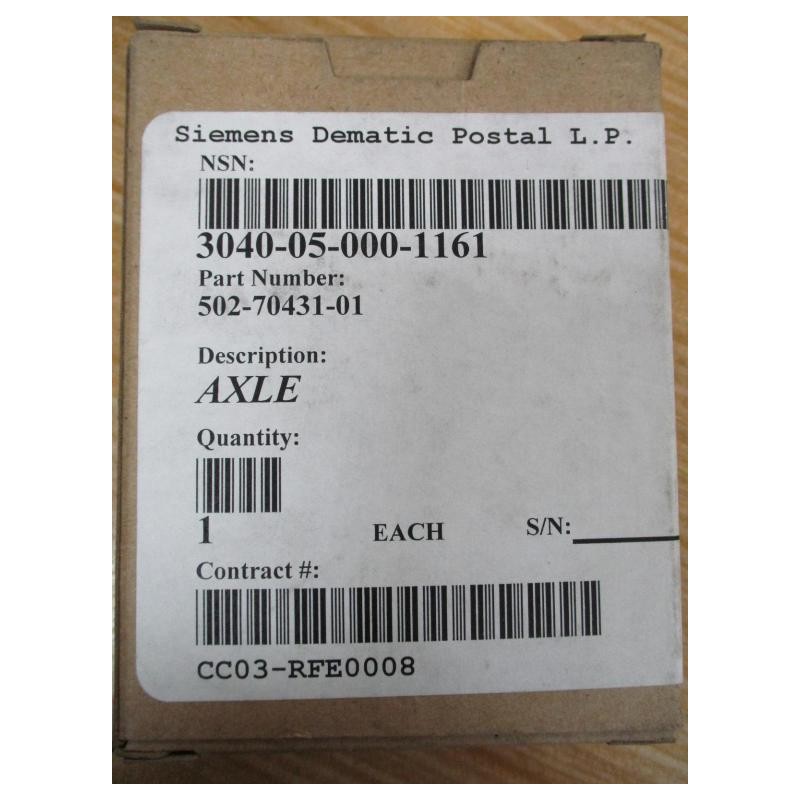 Siemens Dematic Postal L.P.
NSN:
3040-05-000-1161
Part Number:
502-70431-01
Description:
AXLE
Quantity:
1 EACH S/N:
Contract #:
CC03-RFE0008